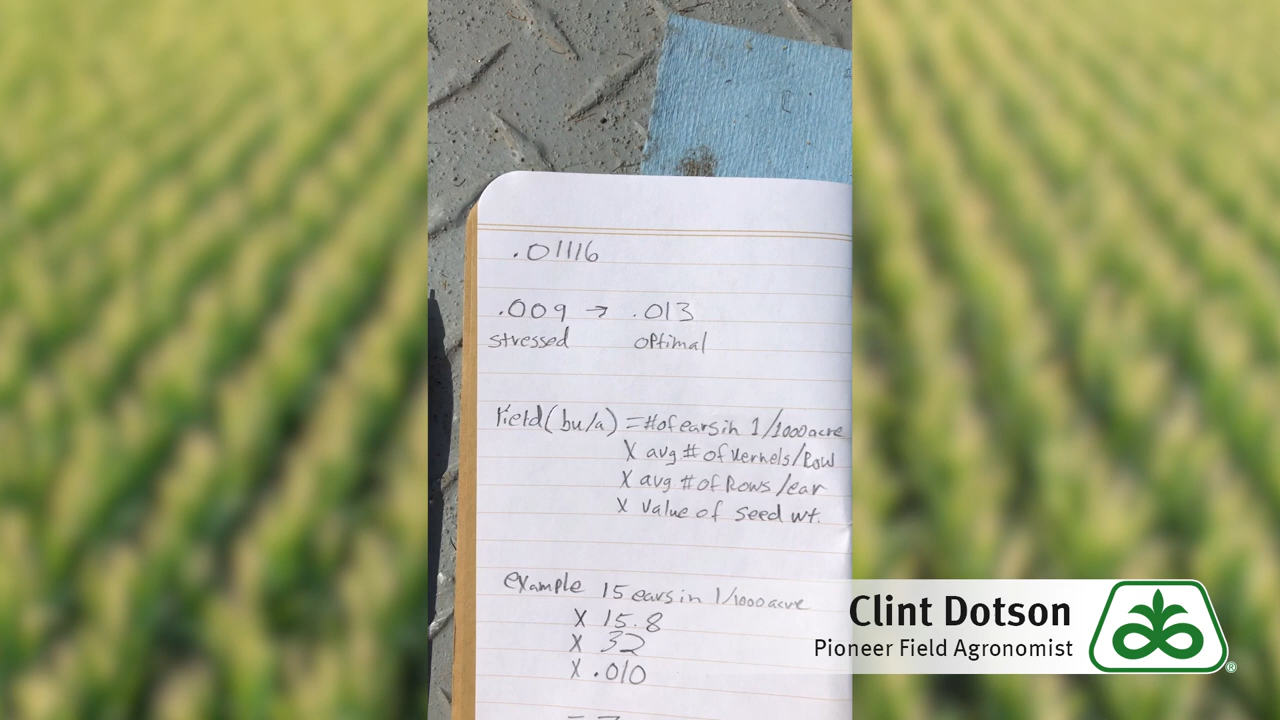 .01116
.009 → .013
stressed optimal
Yield (bu/a) = # of ears in 1/1000 acre
X avg # of kernels/Row
X avg # of Rows/ear
X value of seed wt.
example 15 ears in 1/1000 acre
X 15.8
X 32
X .010
Clint Dotson
Pioneer Field Agronomist
®